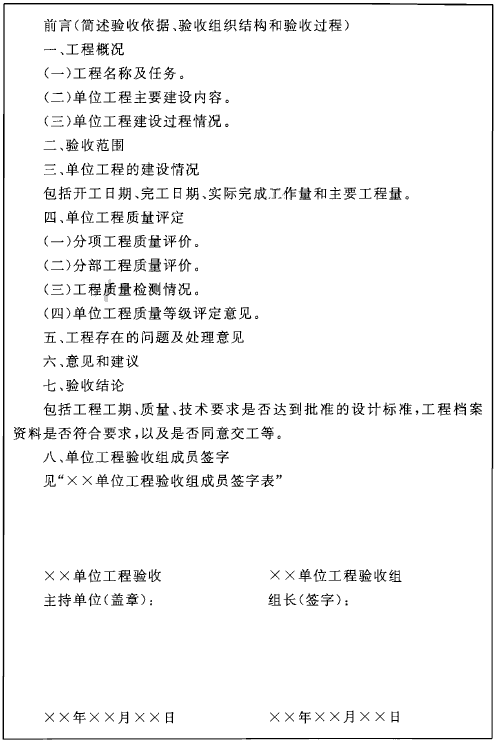 前言(简述验收依据、验收组织结构和验收过程)
一、工程概况
(一)工程名称及任务。
(二)单位工程主要建设内容。
(三)单位工程建设过程情况。
二、验收范围
三、单位工程的建设情况
包括开工日期、完工日期、实际完成工作量和主要工程量。
四、单位工程质量评定
(一)分项工程质量评价。
(二)分部工程质量评价。
(三)工程质量检测情况。
(四)单位工程质量等级评定意见。
五、工程存在的问题及处理意见
六、意见和建议
七、验收结论
包括工程工期、质量、技术要求是否达到批准的设计标准,工程档案
资料是否符合要求,以及是否同意交工等。
八、单位工程验收组成员签字
见“××单位工程验收组成员签字表”
××单位工程验收 ××单位工程验收组
主持单位(盖章): 组长(签字):
××年××月××日 ××年××月××日